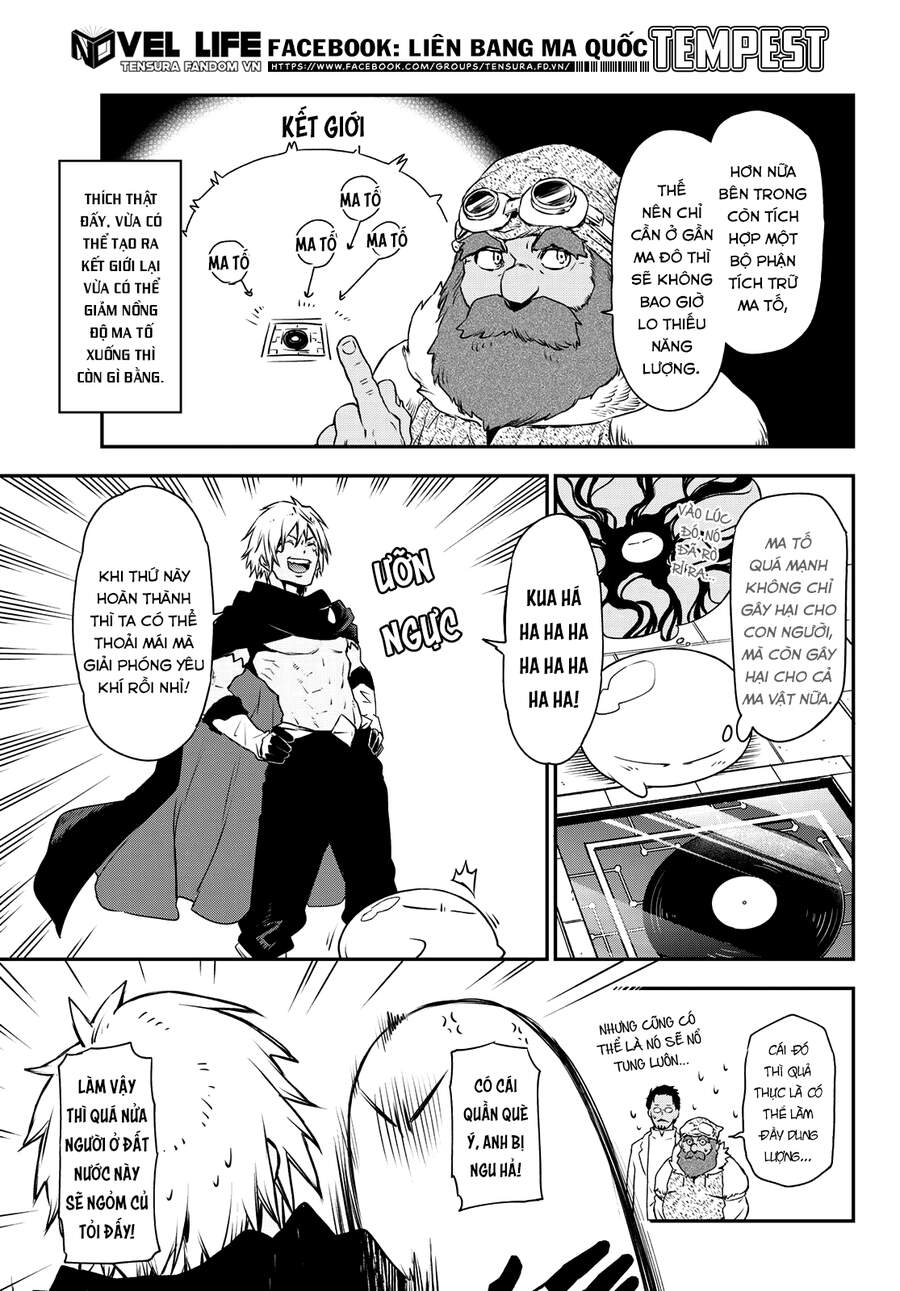 NOVEL LIFE
TENSURA FANDOM VN
FACEBOOK: LIÊN BANG MA QUỐC
HTTPS://WWW.FACEBOOK.COM/GROUPS/TENSURA.FD.VN/
TEMPEST
HƠN NỮA
BÊN TRONG
CÒN TÍCH
HỢP MỘT
BỘ PHẬN
TÍCH TRỮ
MA TỐ,
THẾ
NÊN CHỈ
CẦN Ở GẦN
MA ĐÔ THÌ
SẼ KHÔNG
BAO GIỜ
LO THIẾU
NĂNG
LƯỢNG.
KẾT GIỚI
MA TỐ
MA TỐ
MA TỐ
MA TỐ
THÍCH THẬT
ĐẤY, VỪA CÓ
THỂ TẠO RA
KẾT GIỚI LẠI
VỪA CÓ THỂ
GIẢM NỒNG
ĐỘ MA TỐ
XUỐNG THÌ
CÒN GÌ BẰNG.
MA TỐ
QUÁ MẠNH
KHÔNG CHỈ
GÂY HẠI CHO
CON NGƯỜI,
MÀ CÒN GÂY
HẠI CHO CẢ
MA VẬT NỮA.
VÀO LÚC
ĐÓ, NÓ
ĐÃ RÒ
RỈ RA...
KUA HÁ
HA HA HA
HA HA HA
HA HA!
ƯỠN
NGỰC
KHI THỨ NÀY
HOÀN THÀNH
THÌ TA CÓ THỂ
THOẢI MÁI MÀ
GIẢI PHÓNG YÊU
KHÍ RỒI NHỈ!
CÁI ĐÓ
THÌ QUẢ
THỰC LÀ CÓ
THỂ LÀM
ĐẦY DUNG
LƯỢNG...
NHƯNG CŨNG CÓ
THỂ LÀ NÓ SẼ NỔ
TUNG LUÔN...
CÓ CÁI
QUẦN QUÈ
Ý, ANH BỊ
NGU HẢ!
LÀM VẬY
THÌ QUÁ NỬA
NGƯỜI Ở ĐẤT
NƯỚC NÀY
SẼ NGỎM CỦ
TỎI ĐẤY!